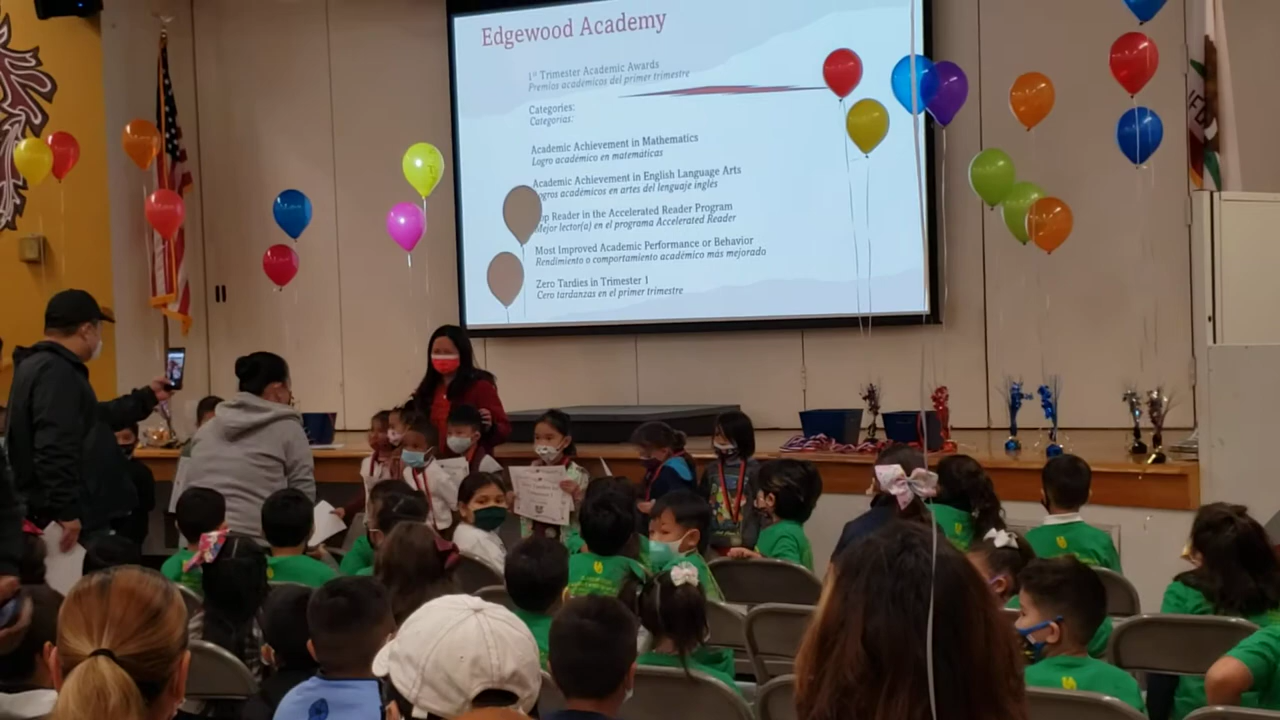 Edgewood Academy
1st Trimester Academic Awards
Premios académicos del primer trimestre
Categories:
Categorías:
Academic Achievement in Mathematics
Logro académico en matemáticas
Academic Achievement in English Language Arts
ogros académicos en artes del lenguaje inglés
op Reader in the Accelerated Reader Program
Mejor lector(a) en el programa Accelerated Reader
Most Improved Academic Performance or Behavior
Rendimiento o comportamiento académico más mejorado
Zero Tardies in Trimester 1
Cero tardanzas en el primer trimestre